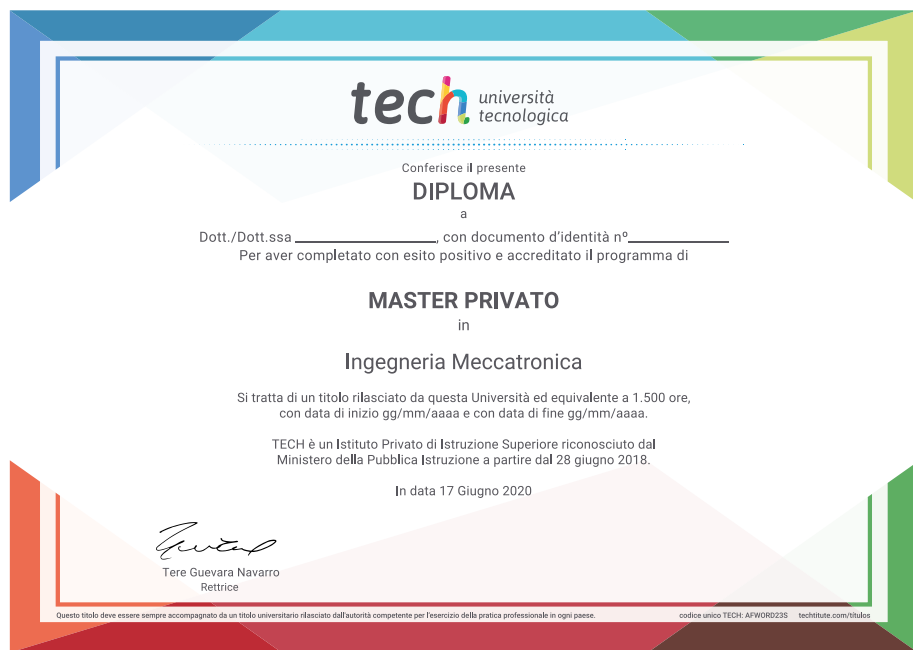 tech università
tecnologica
Conferisce il presente
DIPLOMA
a
Dott./Dott.ssa ____________________, con documento d'identità nº______________
Per aver completato con esito positivo e accreditato il programma di
MASTER PRIVATO
in
Ingegneria Meccatronica
Si tratta di un titolo rilasciato da questa Università ed equivalente a 1.500 ore,
con data di inizio gg/mm/aaaa e con data di fine gg/mm/aaaa.
TECH è un Istituto Privato di Istruzione Superiore riconosciuto dal
Ministero della Pubblica Istruzione a partire dal 28 giugno 2018.
In data 17 Giugno 2020
Tere Guevara Navarro
Rettrice
Questo titolo deve essere sempre accompagnato da un titolo universitario rilasciato dall'autorità competente per l'esercizio della pratica professionale in ogni paese. codice unico TECH: AFWORD23S techtitute.com/titulos